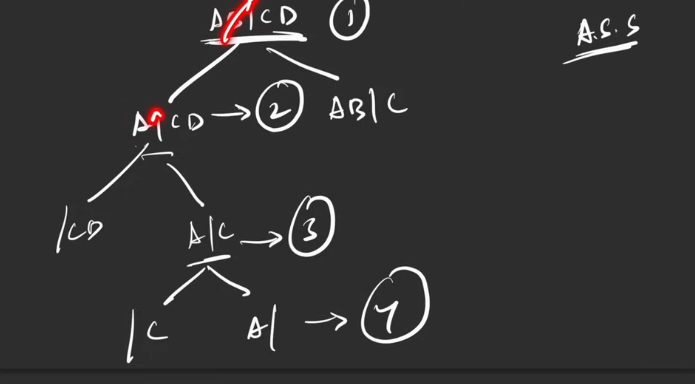 AB|CD ①
A.S.S
A|CD → ② AB|C
|CD A|C → ③
|C A| → ④